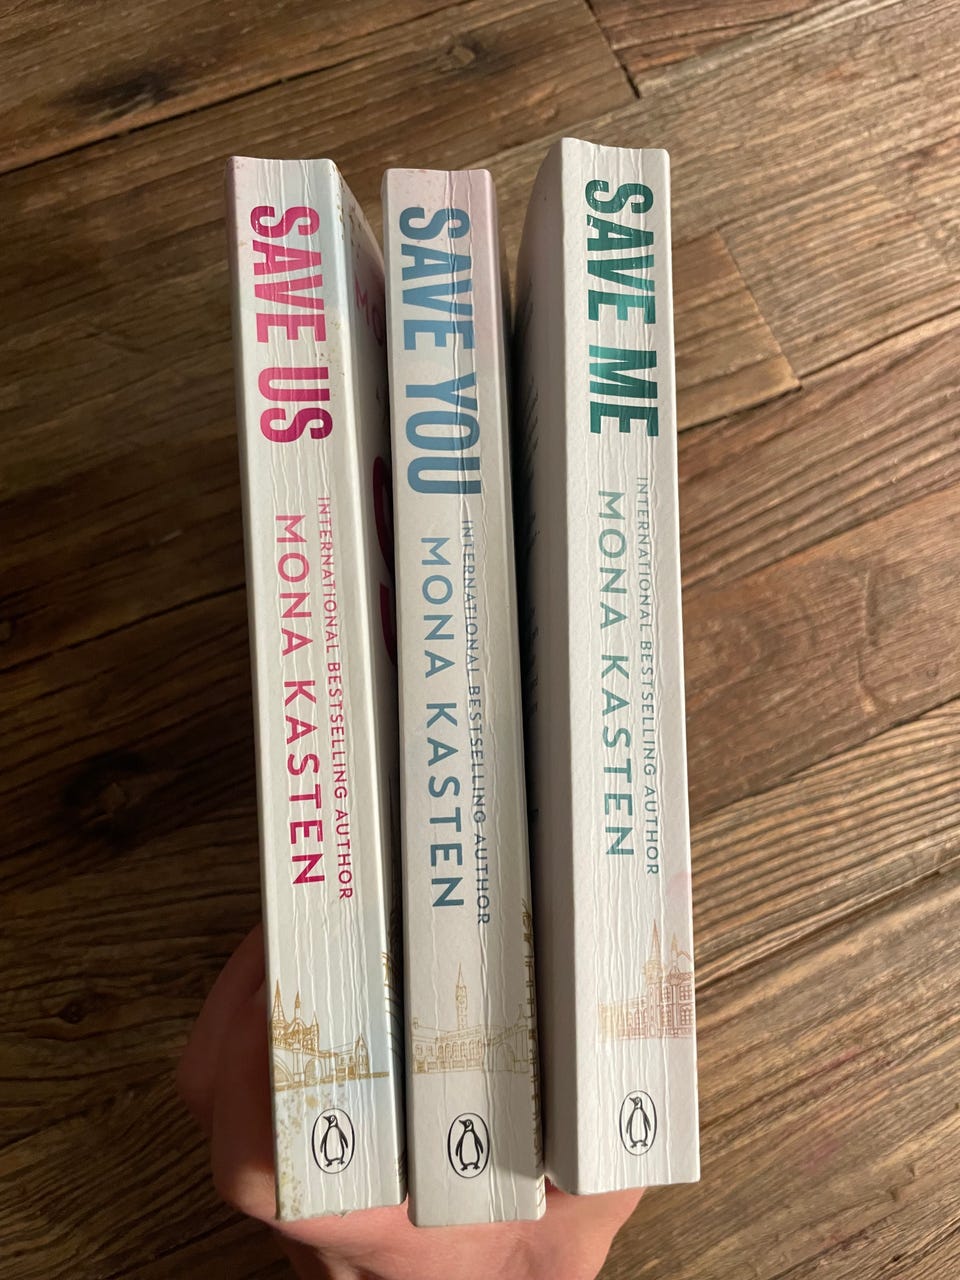 SAVE US
INTERNATIONAL BESTSELLING AUTHOR
MONA KASTEN
SAVE YOU
INTERNATIONAL BESTSELLING AUTHOR
MONA KASTEN
SAVE ME
INTERNATIONAL BESTSELLING AUTHOR
MONA KASTEN